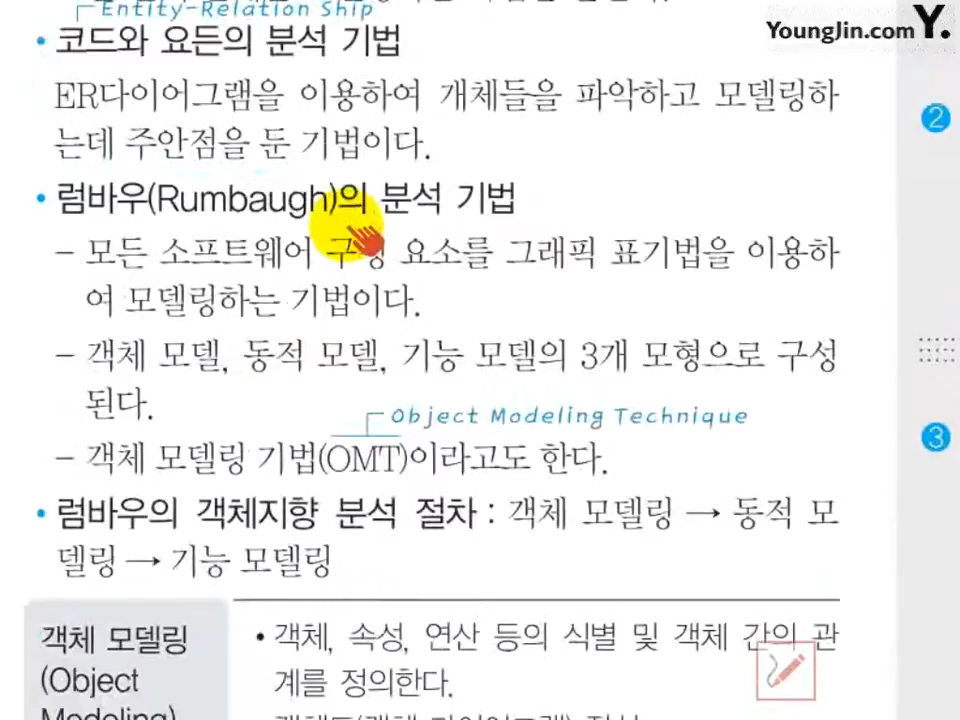 Entity-Relation Ship
YoungJin.com Y.
• 코드와 요든의 분석 기법
ER다이어그램을 이용하여 개체들을 파악하고 모델링하
는데 주안점을 둔 기법이다.
2
• 럼바우(Rumbaugh)의 분석 기법
– 모든 소프트웨어 구성 요소를 그래픽 표기법을 이용하
여 모델링하는 기법이다.
– 객체 모델, 동적 모델, 기능 모델의 3개 모형으로 구성
된다.
Object Modeling Technique
3
– 객체 모델링 기법(OMT)이라고도 한다.
• 럼바우의 객체지향 분석 절차 : 객체 모델링 → 동적 모
델링 → 기능 모델링
객체 모델링
(Object
Modeling)
• 객체, 속성, 연산 등의 식별 및 객체 간의 관
계를 정의한다.